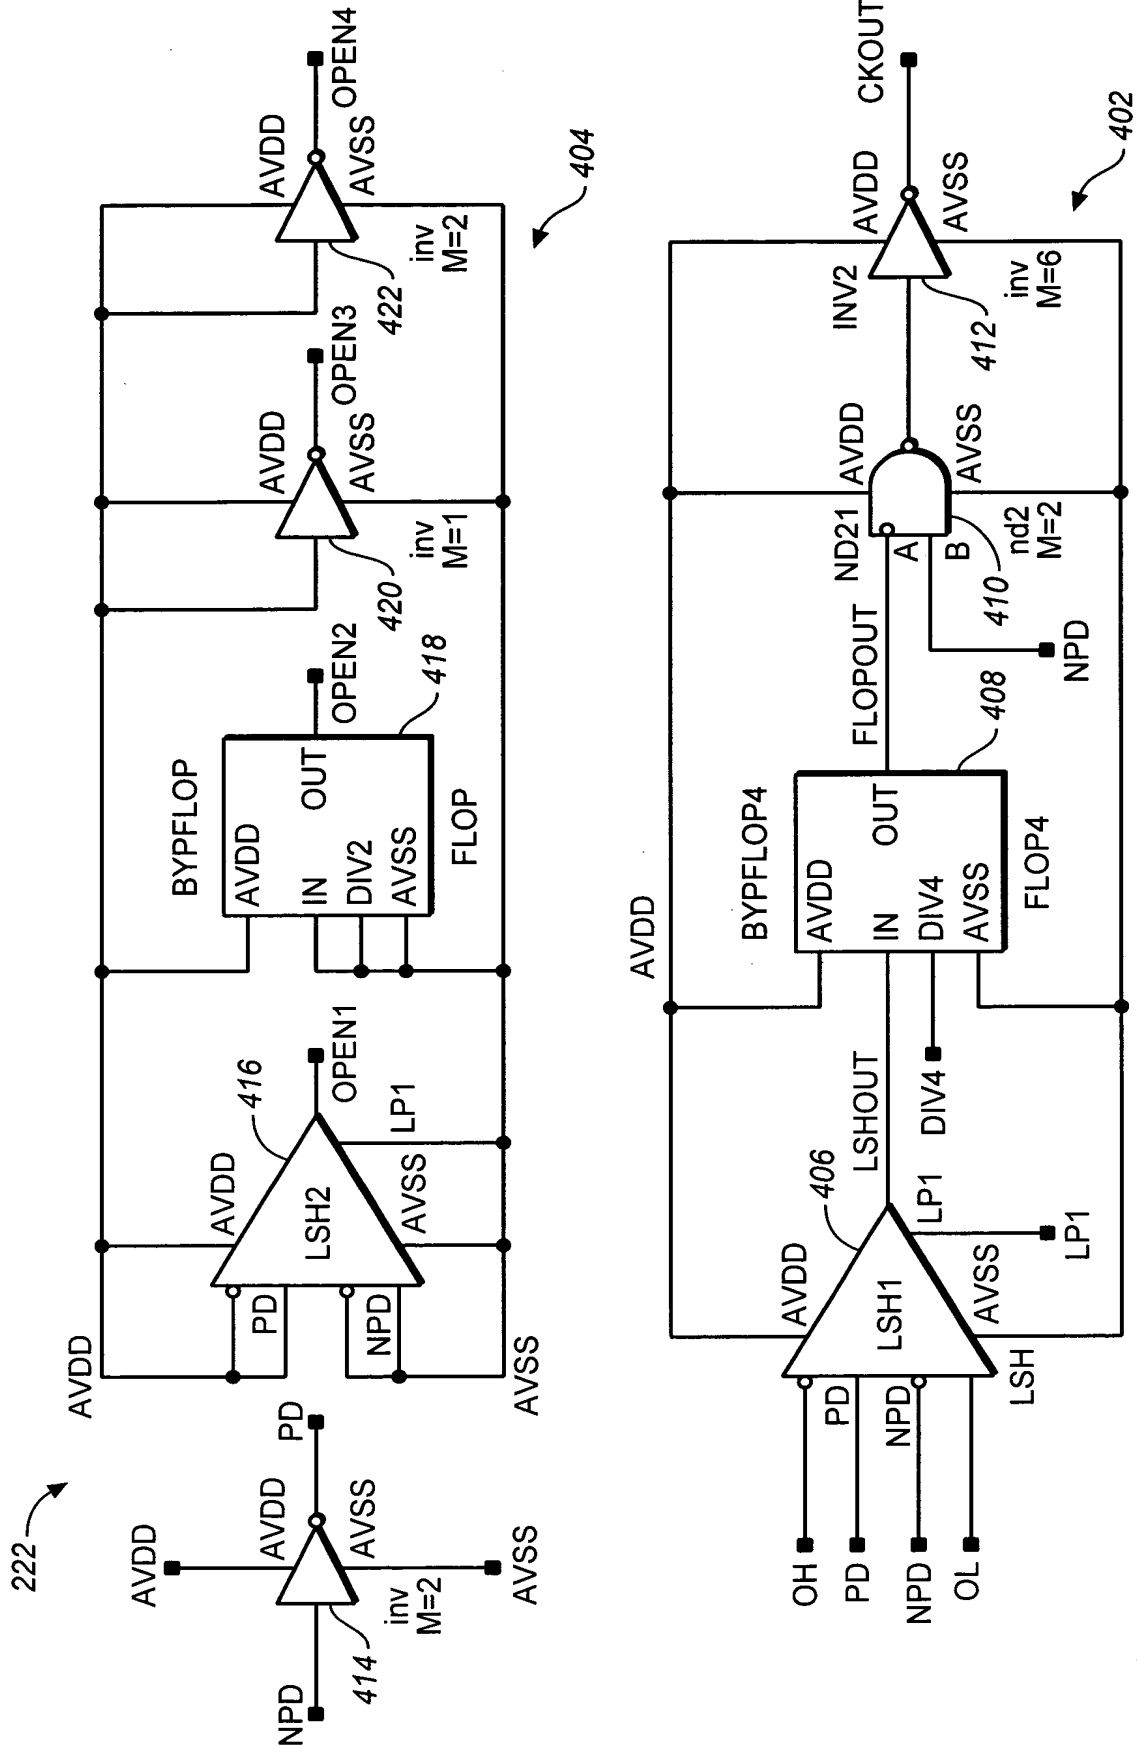 222
NPD
AVDD
AVDD
PD
AVSS
AVSS
inv
M=2
414
AVDD
AVDD
416
LSH2
PD
NPD
OPEN1
LP1
AVSS
AVSS
BYPFLOP
AVDD
IN
OUT
DIV2
AVSS
FLOP
OPEN2
418
AVDD
AVSS
inv
M=1
420
OPEN3
AVDD
AVSS
inv
M=2
422
OPEN4
404
OH
PD
NPD
OL
PD
NPD
AVDD
406
LSH1
LSH
AVSS
LP1
LP1
LSHOUT
AVDD
BYPFLOP4
AVDD
IN
OUT
DIV4
AVSS
DIV4
FLOP4
408
FLOPOUT
NPD
ND21
A
B
AVDD
AVSS
nd2
M=2
410
INV2
AVDD
AVSS
inv
M=6
412
CKOUT
402